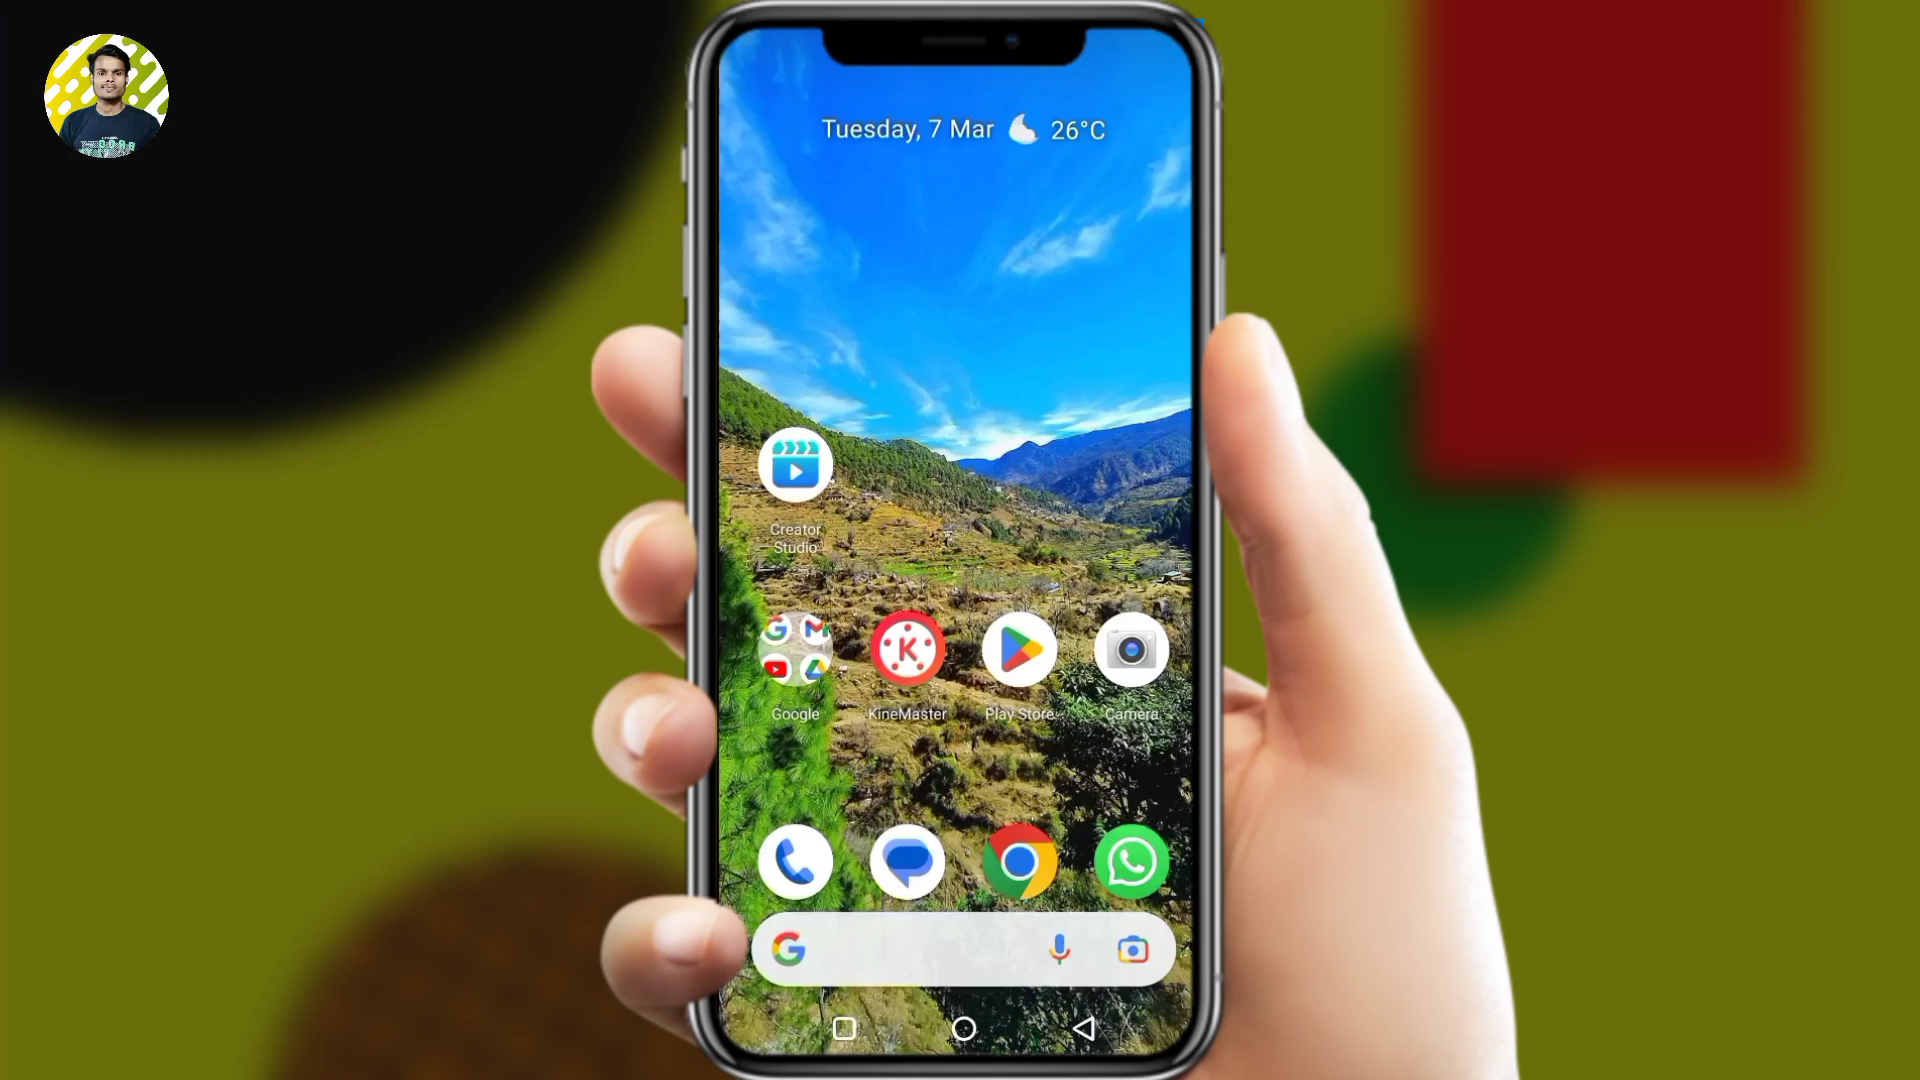 Tuesday, 7 Mar 26°C
Creator
Studio
Google
KineMaster
Play Store
Camera